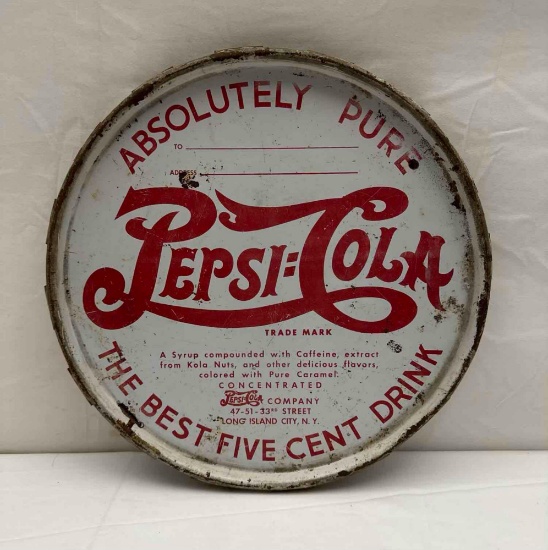 ABSOLUTELY PURE
TO
ADDRESS
PEPSI=COLA
TRADE MARK
A Syrup compounded with Caffeine, extract
from Kola Nuts, and other delicious flavors,
colored with Pure Caramel.
CONCENTRATED
PEPSI=COLA COMPANY
47-51-33RD STREET
LONG ISLAND CITY, N.Y.
THE BEST FIVE CENT DRINK